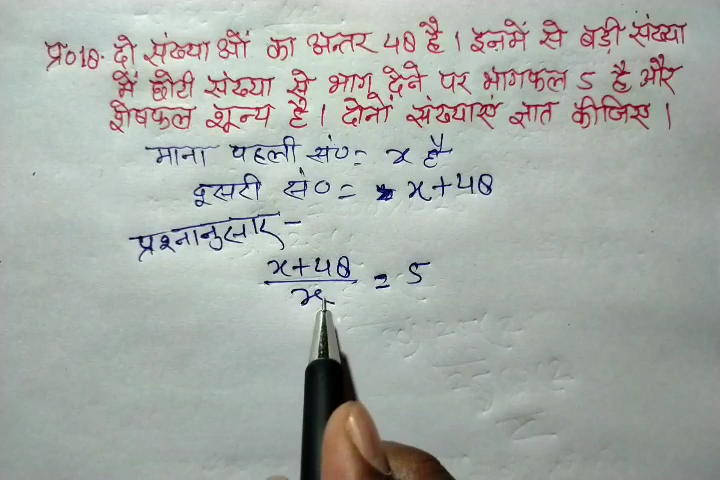 प्र०18. दो संख्याओं का अन्तर 48 है । इनमें से बड़ी संख्या
में छोटी संख्या से भाग देने पर भागफल 5 है और
शेषफल शून्य है । दोनों संख्याएं ज्ञात कीजिए ।
माना पहली सं० = x है
दूसरी सं० = x+48
प्रश्नानुसार -
x+48
x
= 5